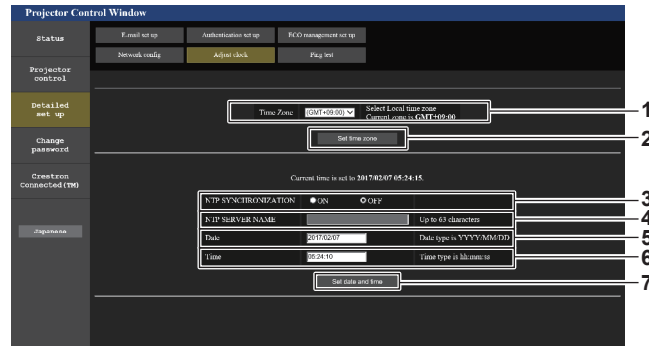 Projector Control Window
Status
E-mail set up
Authentication set up
ECO management set up
Network config
Adjust clock
Ping test
Projector
control
Detailed
set up
Time Zone
(GMT+09:00)
Select Local time zone
Current zone is GMT+09:00
1
Set time zone
2
Change
password
Crestron
Connected(TM)
Current time is set to 2017/02/07 05:24:15.
NTP SYNCHRONIZATION
ON
OFF
3
NTP SERVER NAME
Up to 63 characters
4
Japanese
Date
2017/02/07
Date type is YYYY/MM/DD
5
Time
05:24:10
Time type is hh:mm:ss
6
Set date and time
7